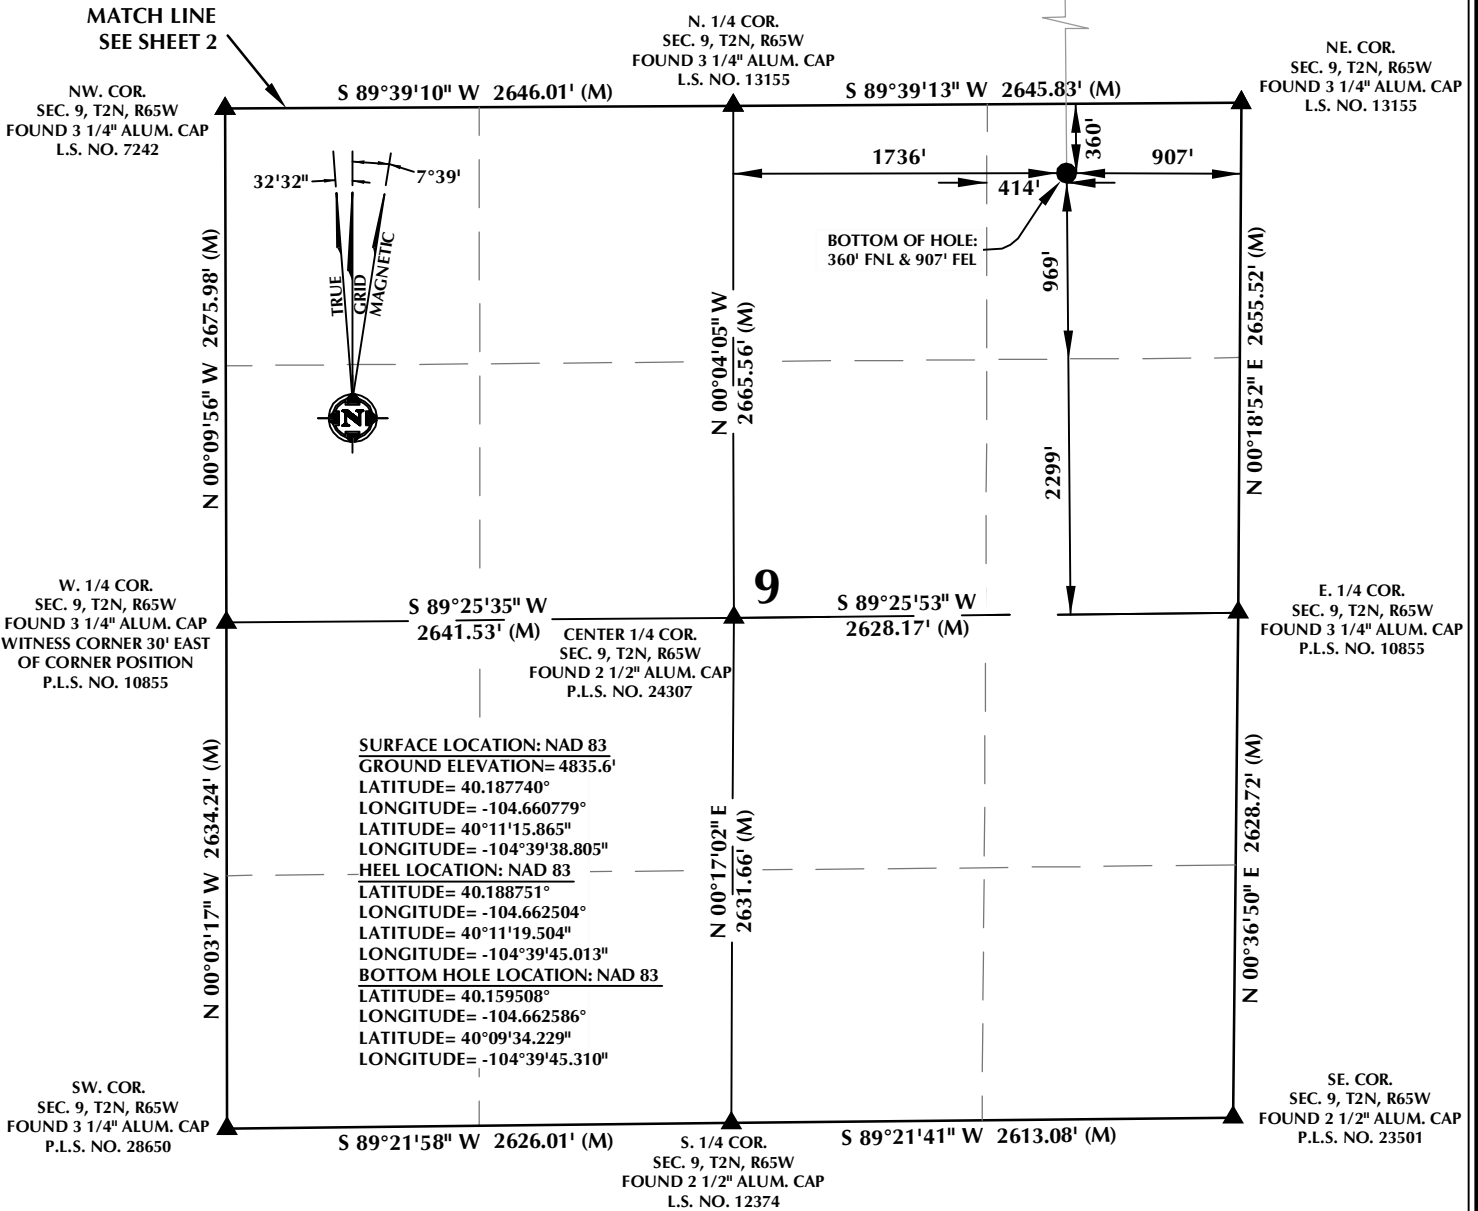 MATCH LINE
SEE SHEET 2
N. 1/4 COR.
SEC. 9, T2N, R65W
FOUND 3 1/4" ALUM. CAP
L.S. NO. 13155
NE. COR.
SEC. 9, T2N, R65W
FOUND 3 1/4" ALUM. CAP
L.S. NO. 13155
NW. COR.
SEC. 9, T2N, R65W
FOUND 3 1/4" ALUM. CAP
L.S. NO. 7242
S 89°39'10" W 2646.01' (M)
S 89°39'13" W 2645.83' (M)
360'
1736'
907'
414'
32'32"
7°39'
TRUE
GRID
MAGNETIC
N
BOTTOM OF HOLE:
360' FNL & 907' FEL
969'
2299'
N 00°09'56" W 2675.98' (M)
N 00°04'05" W
2665.56' (M)
N 00°18'52" E 2655.52' (M)
9
W. 1/4 COR.
SEC. 9, T2N, R65W
FOUND 3 1/4" ALUM. CAP
WITNESS CORNER 30' EAST
OF CORNER POSITION
P.L.S. NO. 10855
S 89°25'35" W
2641.53' (M)
CENTER 1/4 COR.
SEC. 9, T2N, R65W
FOUND 2 1/2" ALUM. CAP
P.L.S. NO. 24307
S 89°25'53" W
2628.17' (M)
E. 1/4 COR.
SEC. 9, T2N, R65W
FOUND 3 1/4" ALUM. CAP
P.L.S. NO. 10855
SURFACE LOCATION: NAD 83
GROUND ELEVATION= 4835.6'
LATITUDE= 40.187740°
LONGITUDE= -104.660779°
LATITUDE= 40°11'15.865"
LONGITUDE= -104°39'38.805"
HEEL LOCATION: NAD 83
LATITUDE= 40.188751°
LONGITUDE= -104.662504°
LATITUDE= 40°11'19.504"
LONGITUDE= -104°39'45.013"
BOTTOM HOLE LOCATION: NAD 83
LATITUDE= 40.159508°
LONGITUDE= -104.662586°
LATITUDE= 40°09'34.229"
LONGITUDE= -104°39'45.310"
N 00°03'17" W 2634.24' (M)
N 00°17'02" E
2631.66' (M)
N 00°36'50" E 2628.72' (M)
SW. COR.
SEC. 9, T2N, R65W
FOUND 3 1/4" ALUM. CAP
P.L.S. NO. 28650
S 89°21'58" W 2626.01' (M)
S. 1/4 COR.
SEC. 9, T2N, R65W
FOUND 2 1/2" ALUM. CAP
L.S. NO. 12374
S 89°21'41" W 2613.08' (M)
SE. COR.
SEC. 9, T2N, R65W
FOUND 2 1/2" ALUM. CAP
P.L.S. NO. 23501